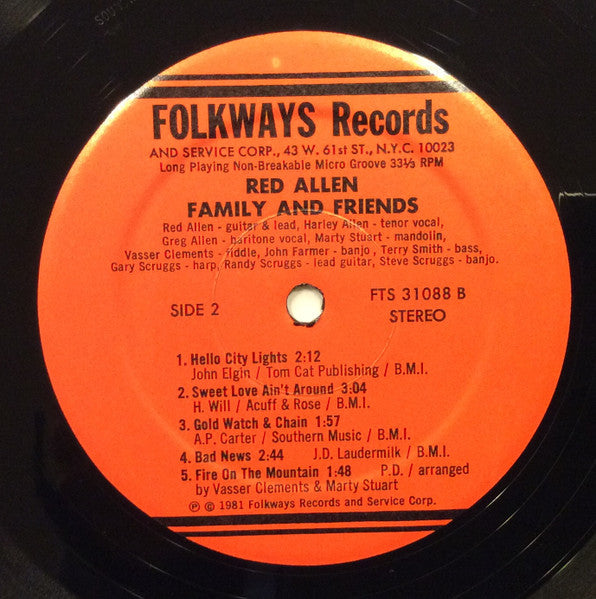 FOLKWAYS Records
AND SERVICE CORP., 43 W. 61st ST., N.Y.C. 10023
Long Playing Non-Breakable Micro Groove 33⅓ RPM
RED ALLEN
FAMILY AND FRIENDS
Red Allen - guitar & lead, Harley Allen - tenor vocal,
Greg Allen - baritone vocal, Marty Stuart - mandolin,
Vasser Clements - fiddle, John Farmer - banjo, Terry Smith - bass,
Gary Scruggs - harp, Randy Scruggs - lead guitar, Steve Scruggs - banjo.
SIDE 2
FTS 31088 B
STEREO
1. Hello City Lights 2:12
John Elgin / Tom Cat Publishing / B.M.I.
2. Sweet Love Ain't Around 3:04
H. Will / Acuff & Rose / B.M.I.
3. Gold Watch & Chain 1:57
A.P. Carter / Southern Music / B.M.I.
4. Bad News 2:44 J.D. Laudermilk / B.M.I.
5. Fire On The Mountain 1:48 P.D. / arranged
by Vasser Clements & Marty Stuart
℗ © 1981 Folkways Records and Service Corp.